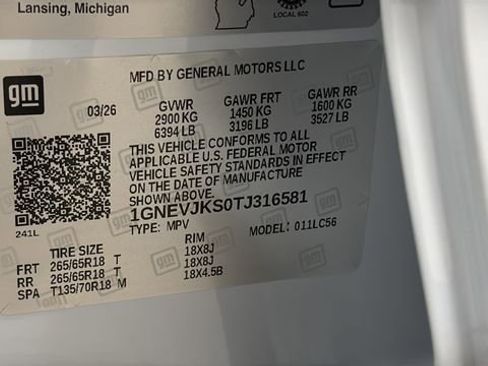 Lansing, Michigan
LOCAL 602
gm
MFD BY GENERAL MOTORS LLC
03/26
GVWR GAWR FRT GAWR RR
2900 KG 1450 KG 1600 KG
6394 LB 3196 LB 3527 LB
THIS VEHICLE CONFORMS TO ALL
APPLICABLE U.S. FEDERAL MOTOR
VEHICLE SAFETY STANDARDS IN EFFECT
ON THE DATE OF MANUFACTURE
SHOWN ABOVE.
1GNEVJKS0TJ316581
241L
TYPE: MPV MODEL: 011LC56
TIRE SIZE RIM
FRT 265/65R18 T 18X8J
RR 265/65R18 T 18X8J
SPA T135/70R18 M 18X4.5B